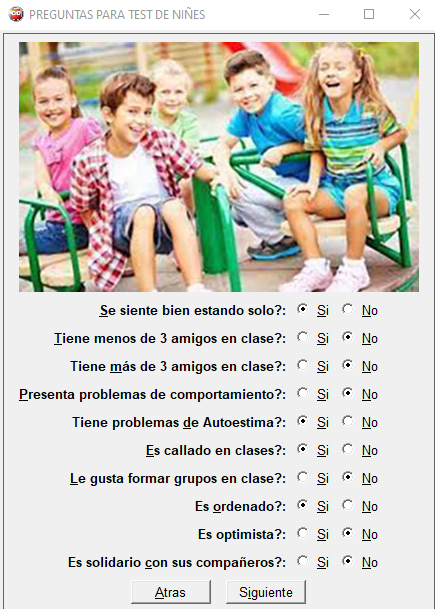 PREGUNTAS PARA TEST DE NIÑES
Se siente bien estando solo?: Si No
Tiene menos de 3 amigos en clase?: Si No
Tiene más de 3 amigos en clase?: Si No
Presenta problemas de comportamiento?: Si No
Tiene problemas de Autoestima?: Si No
Es callado en clases?: Si No
Le gusta formar grupos en clase?: Si No
Es ordenado?: Si No
Es optimista?: Si No
Es solidario con sus compañeros?: Si No
Atras Siguiente